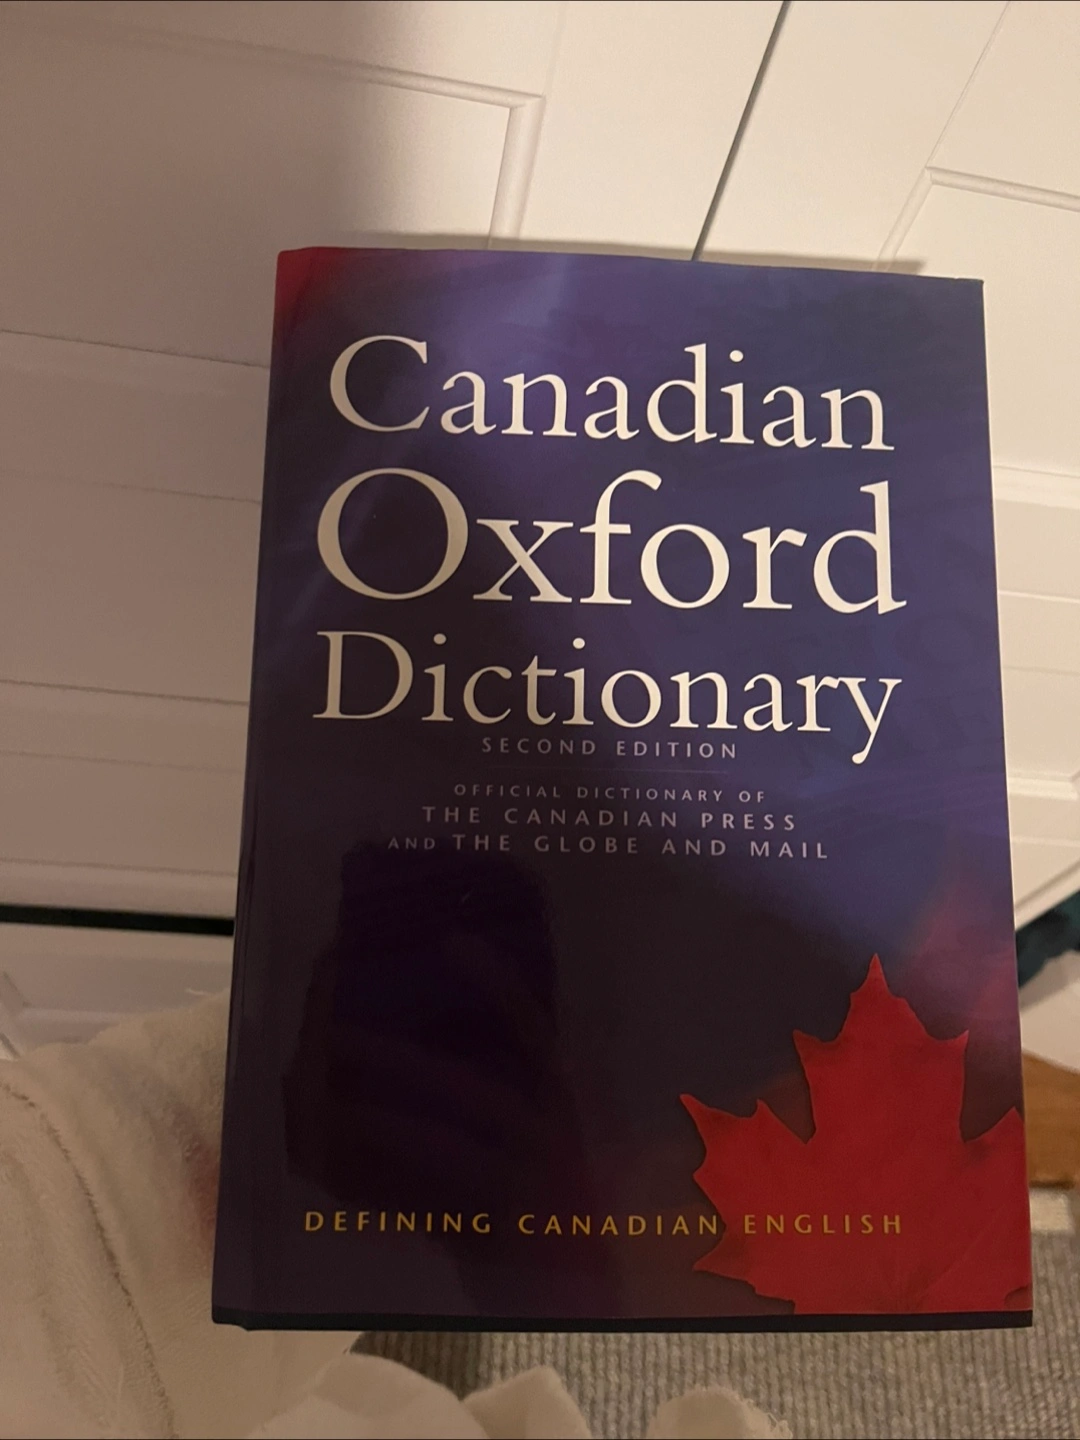 Canadian
Oxford
Dictionary
SECOND EDITION
OFFICIAL DICTIONARY OF
THE CANADIAN PRESS
AND THE GLOBE AND MAIL
DEFINING CANADIAN ENGLISH